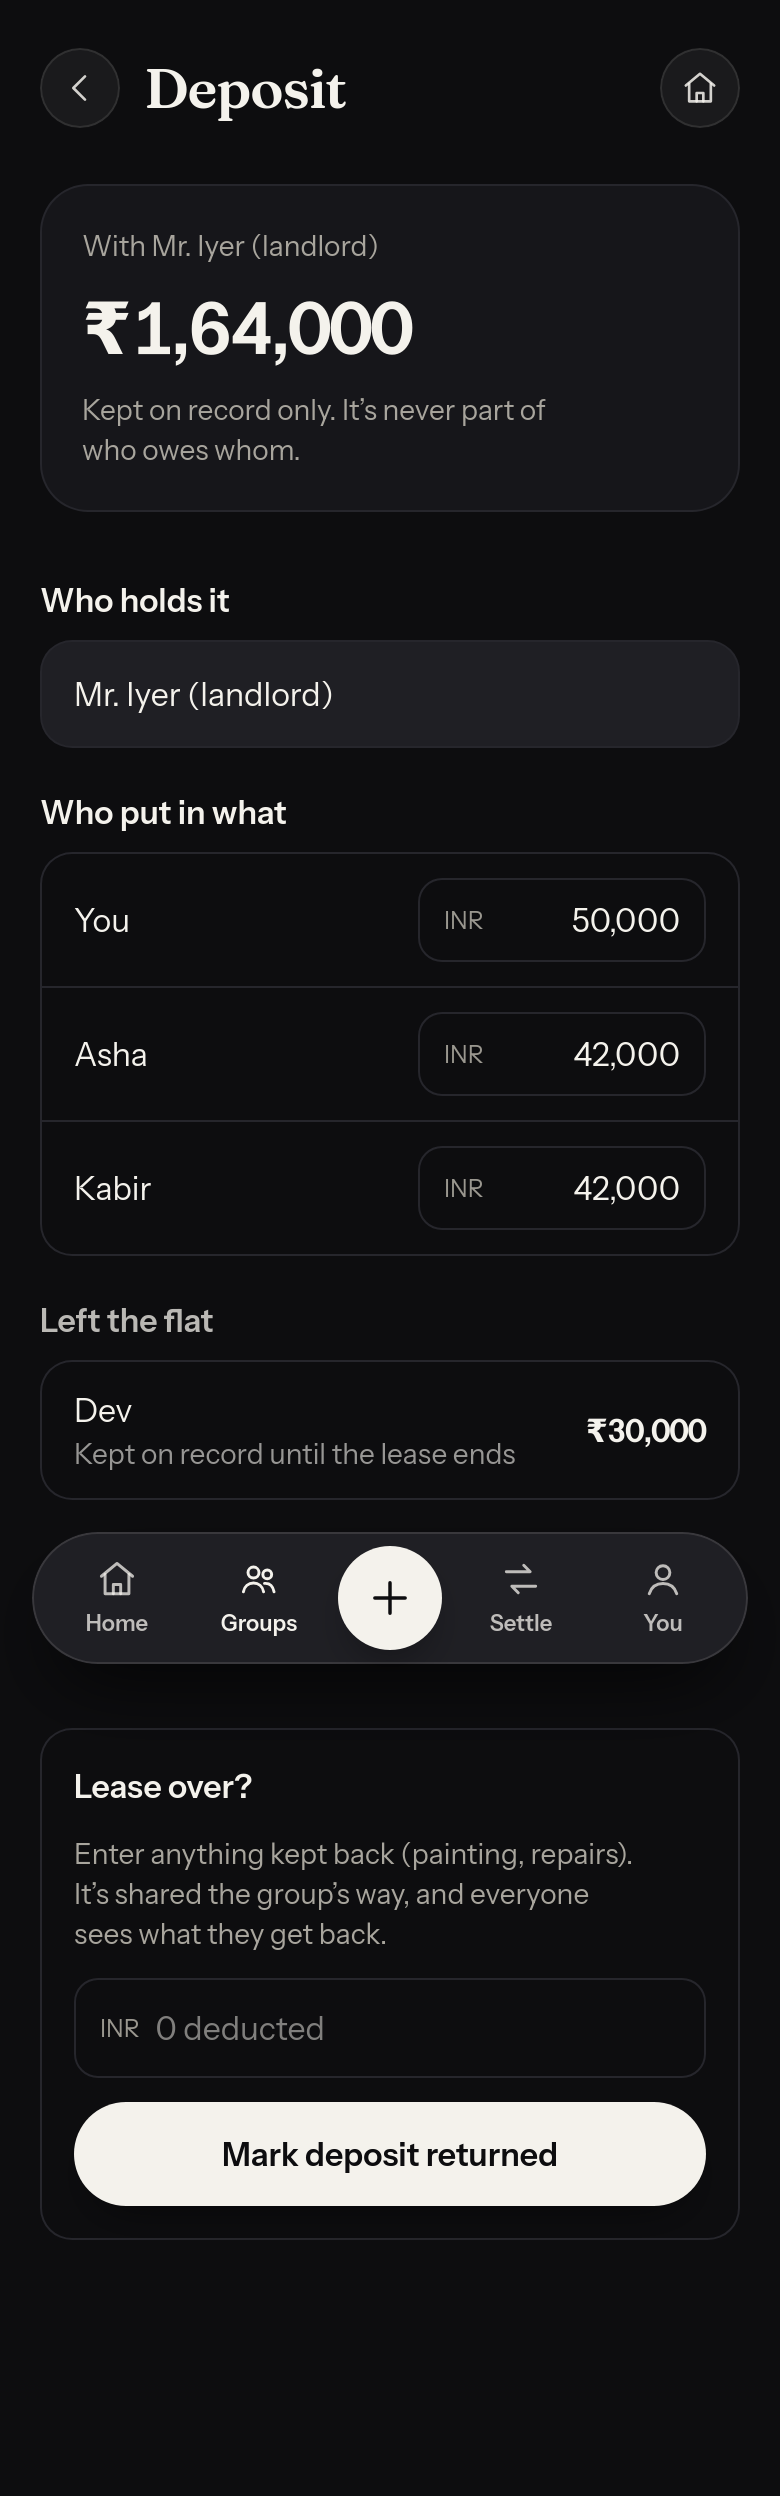 Deposit
With Mr. Iyer (landlord)
₹1,64,000
Kept on record only. It’s never part of
who owes whom.
Who holds it
Mr. Iyer (landlord)
Who put in what
You INR 50,000
Asha INR 42,000
Kabir INR 42,000
Left the flat
Dev
Kept on record until the lease ends
₹30,000
Home Groups Settle You
Lease over?
Enter anything kept back (painting, repairs).
It’s shared the group’s way, and everyone
sees what they get back.
INR 0 deducted
Mark deposit returned